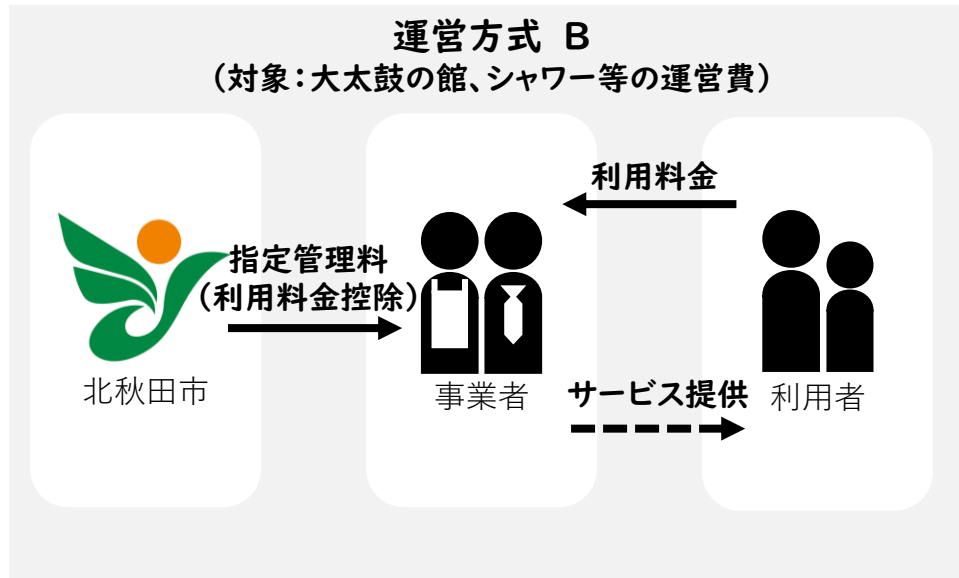 運営方式 B
（対象：大太鼓の館、シャワー等の運営費）
利用料金
指定管理料
（利用料金控除）
北秋田市
事業者
サービス提供
利用者